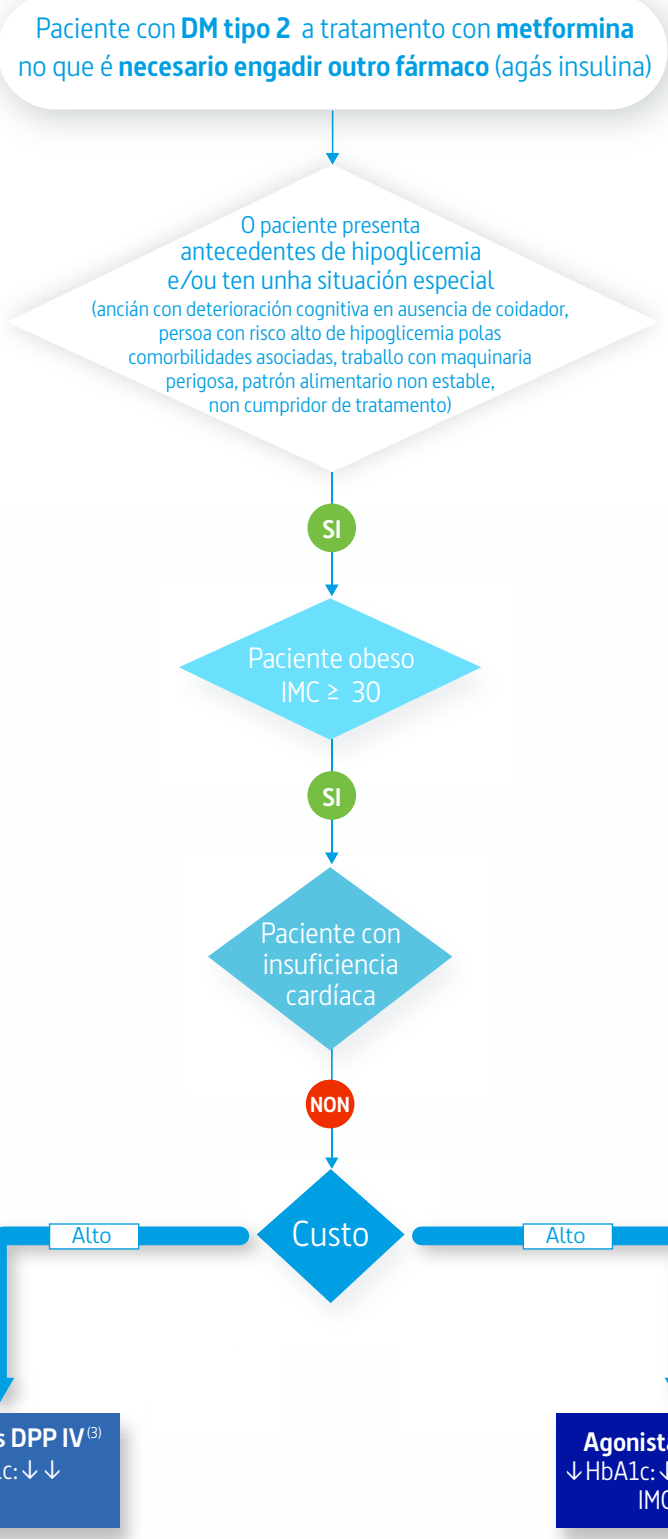 Paciente con DM tipo 2 a tratamento con metformina
no que é necesario engadir outro fármaco (agás insulina)
O paciente presenta
antecedentes de hipoglicemia
e/ou ten unha situación especial
(ancián con deterioración cognitiva en ausencia de coidador,
persoa con risco alto de hipoglicemia polas
comorbilidades asociadas, traballo con maquinaria
perigosa, patrón alimentario non estable,
non cumpridor de tratamento)
SI
Paciente obeso
IMC ≥ 30
SI
Paciente con
insuficiencia
cardíaca
NON
Custo
Alto
Alto
DPP IV (3)
↓ ↓
↓HbA1c: ↓
IMC